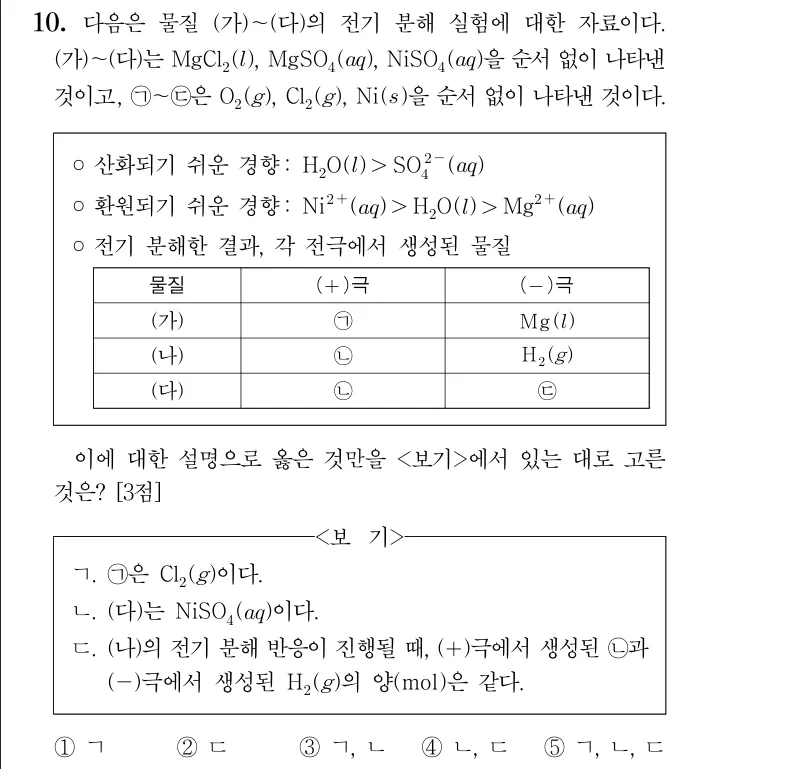 10. 다음은 물질 (가)~(다)의 전기 분해 실험에 대한 자료이다.
(가)~(다)는 MgCl₂(l), MgSO₄(aq), NiSO₄(aq)을 순서 없이 나타낸
것이고, ㉠~㉢은 O₂(g), Cl₂(g), Ni(s)을 순서 없이 나타낸 것이다.
○ 산화되기 쉬운 경향: H₂O(l) > SO₄²⁻(aq)
○ 환원되기 쉬운 경향: Ni²⁺(aq) > H₂O(l) > Mg²⁺(aq)
○ 전기 분해한 결과, 각 전극에서 생성된 물질
물질 (+)극 (-)극
(가) ㉠ Mg(l)
(나) ㉡ H₂(g)
(다) ㉡ ㉢
이에 대한 설명으로 옳은 것만을 <보기>에서 있는 대로 고른
것은? [3점]
<보 기>
ㄱ. ㉠은 Cl₂(g)이다.
ㄴ. (다)는 NiSO₄(aq)이다.
ㄷ. (나)의 전기 분해 반응이 진행될 때, (+)극에서 생성된 ㉡과
(-)극에서 생성된 H₂(g)의 양(mol)은 같다.
① ㄱ ② ㄷ ③ ㄱ, ㄴ ④ ㄴ, ㄷ ⑤ ㄱ, ㄴ, ㄷ